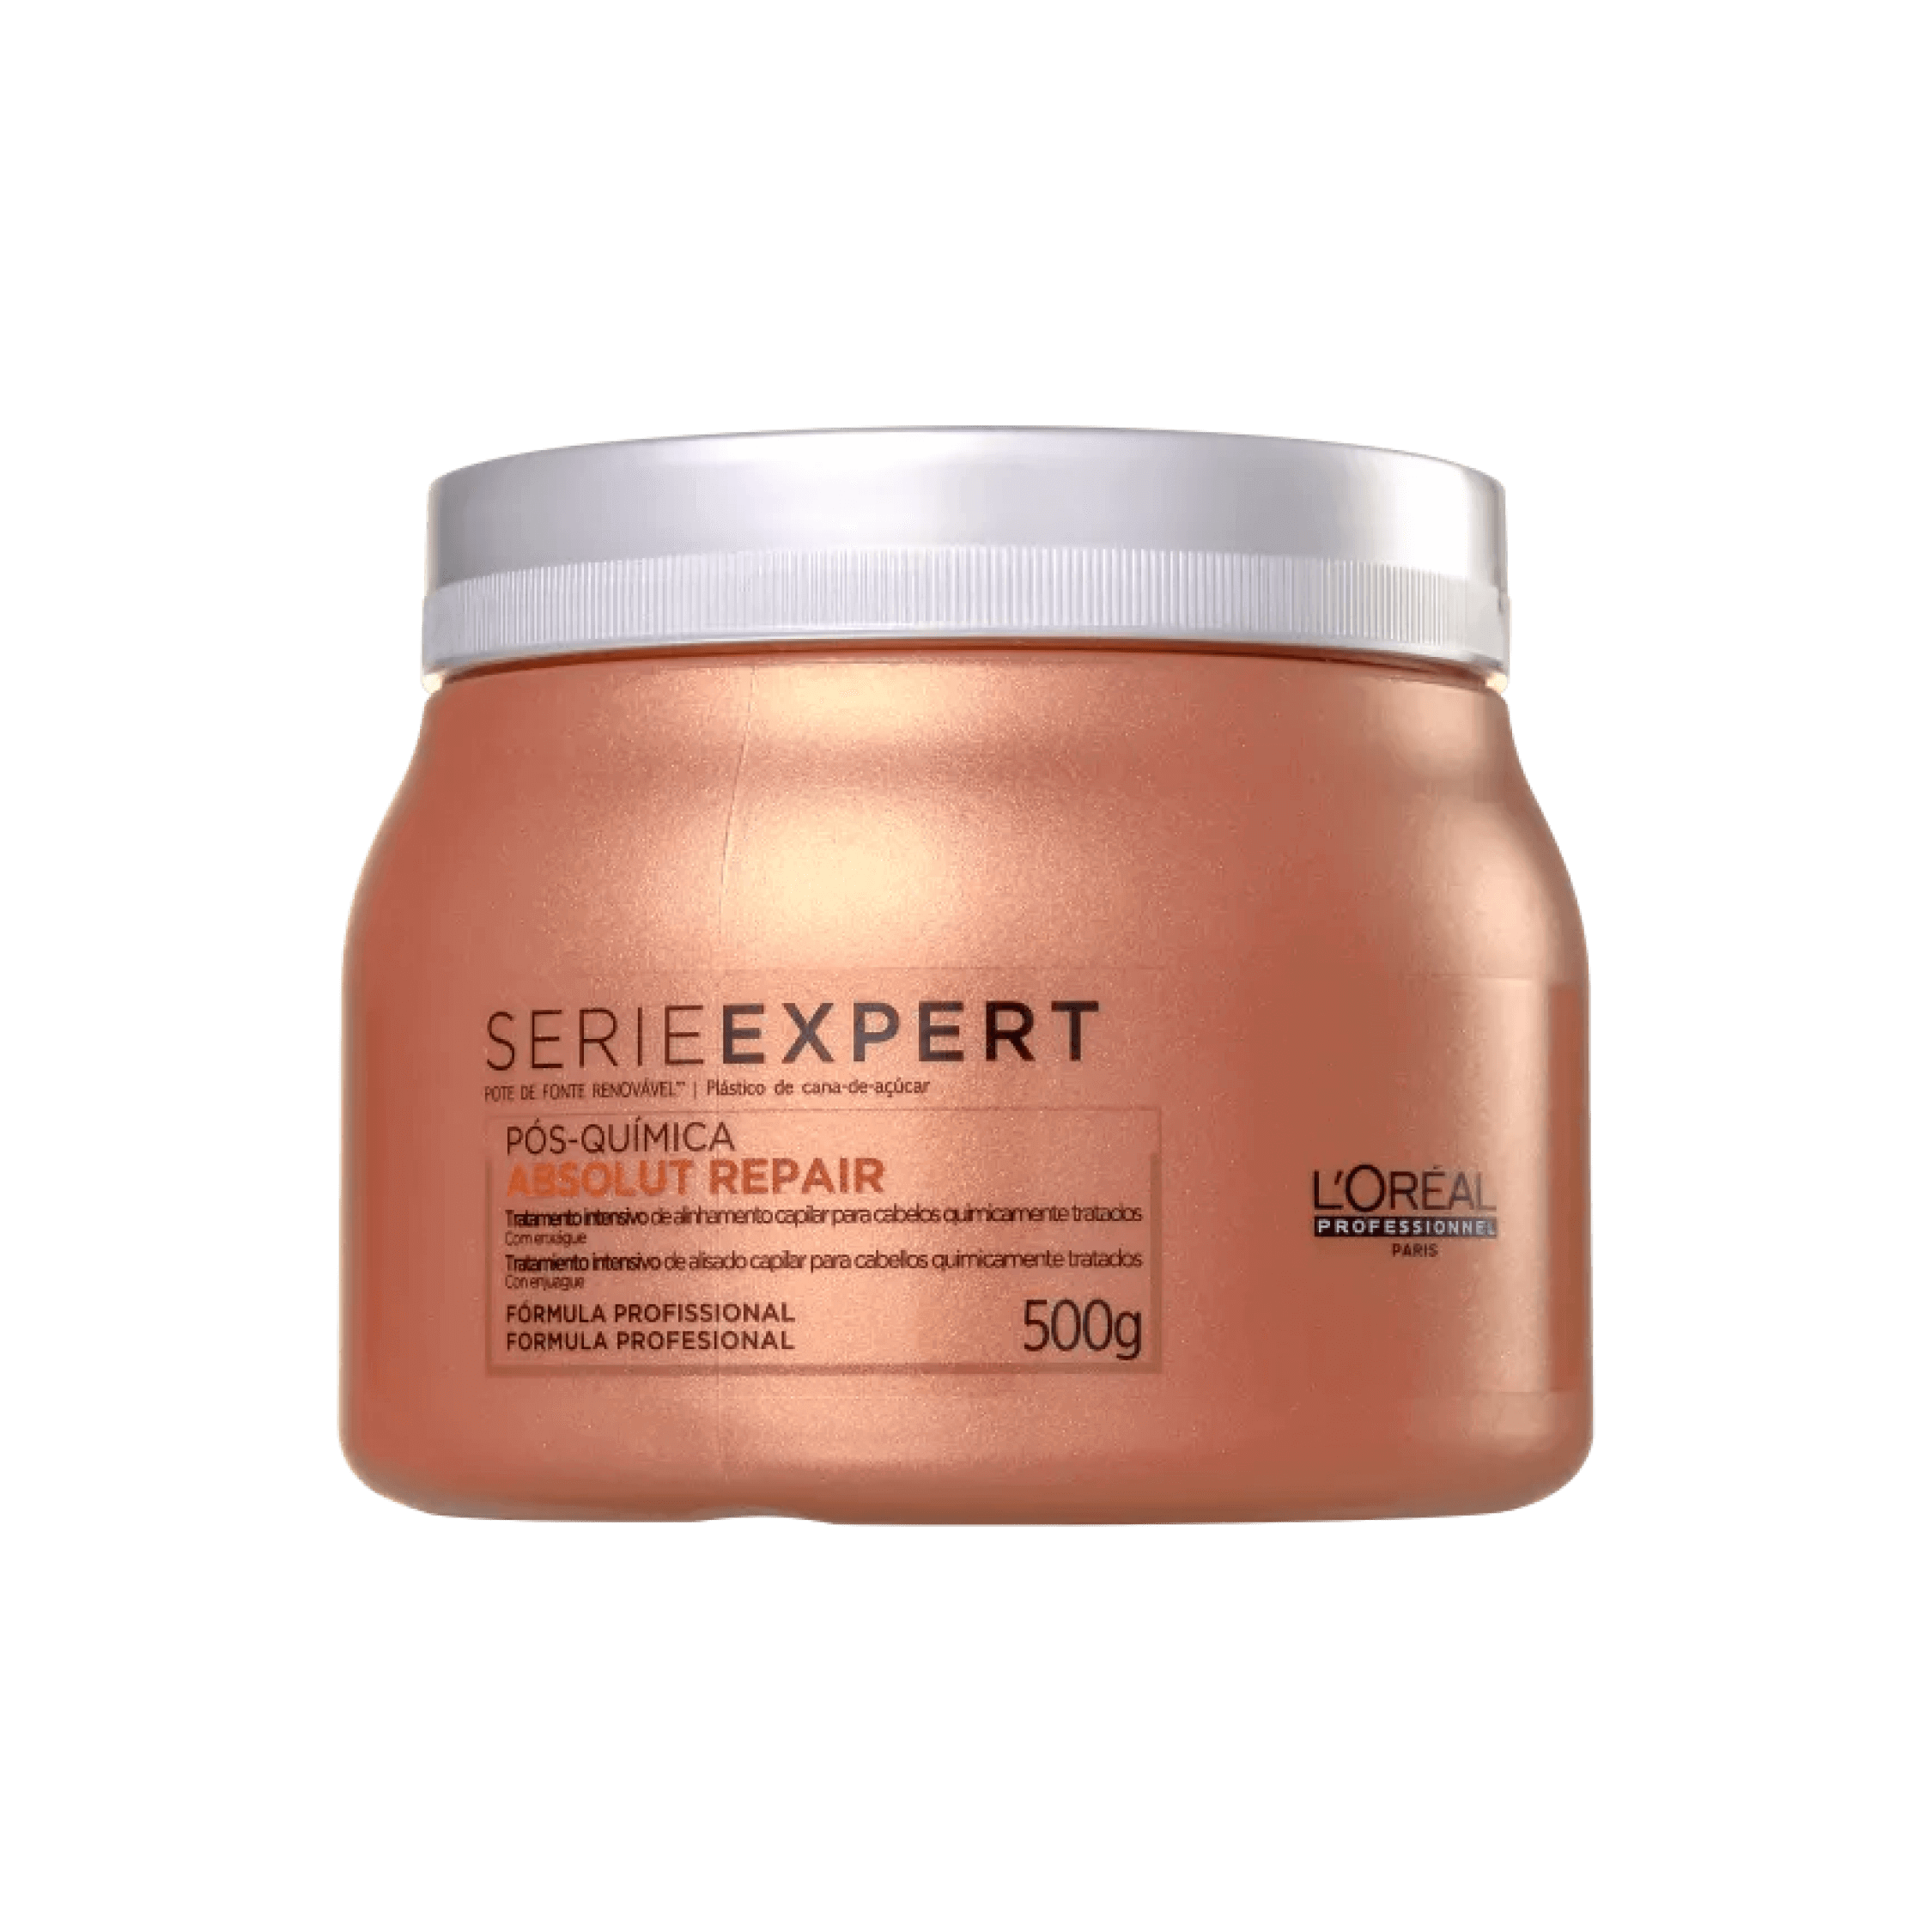 SERIEEXPERT
POTE DE FONTE RENOVÁVEL™ | Plástico de cana-de-açúcar
PÓS-QUÍMICA
ABSOLUT REPAIR
Tratamento intensivo de alinhamento capilar para cabelos quimicamente tratados
Com enxágue
Tratamiento intensivo de alisado capilar para cabellos quimicamente tratados
Con enjuague
FÓRMULA PROFISSIONAL
FORMULA PROFESIONAL
500g
L'ORÉAL
PROFESSIONNEL
PARIS